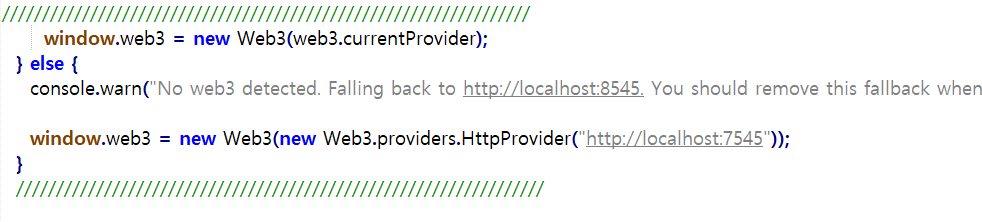 //////////////////////////////////////////////////////////////////
window.web3 = new Web3(web3.currentProvider);
} else {
console.warn("No web3 detected. Falling back to http://localhost:8545. You should remove this fallback when
window.web3 = new Web3(new Web3.providers.HttpProvider("http://localhost:7545"));
}
//////////////////////////////////////////////////////////////////